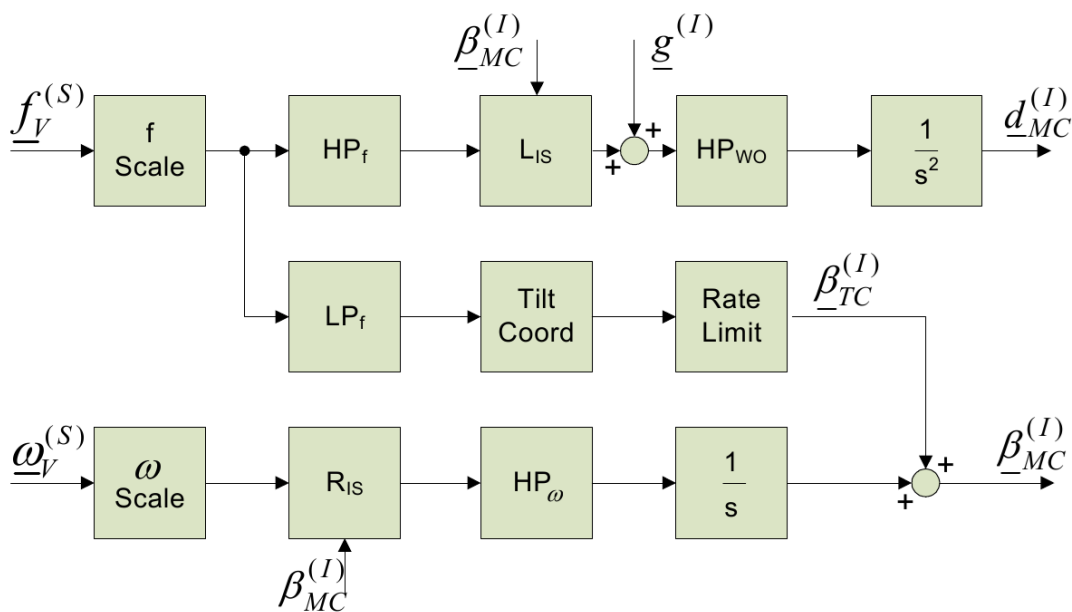 β_MC^(I)
g^(I)
f_V^(S)
f
Scale
HP_f
L_IS
+
+
HP_WO
1
s²
d_MC^(I)
LP_f
Tilt
Coord
Rate
Limit
β_TC^(I)
ω_V^(S)
ω
Scale
R_IS
HP_ω
1
s
+
+
β_MC^(I)
β_MC^(I)